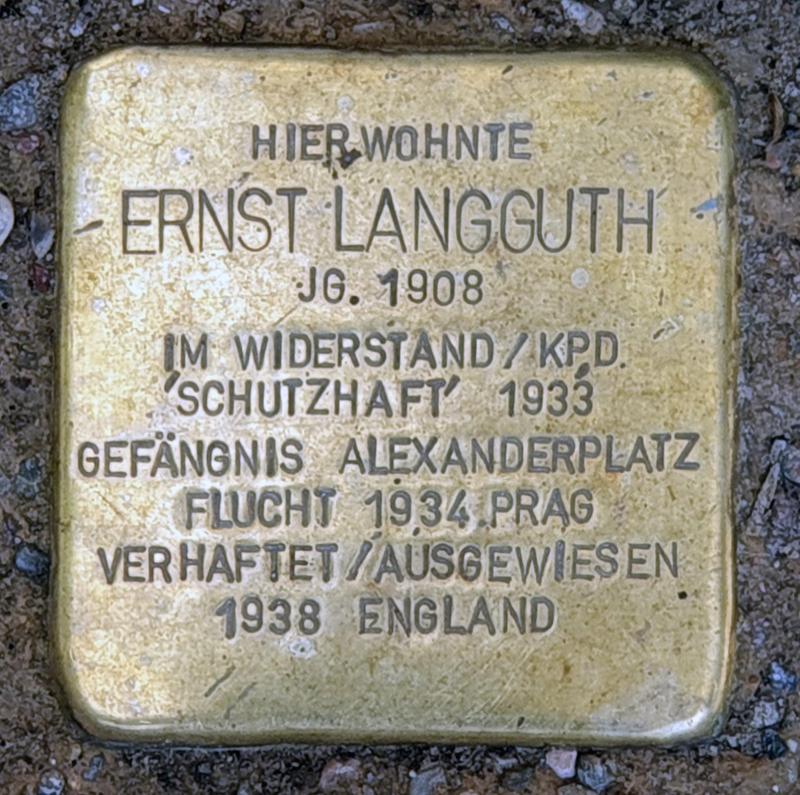 HIER WOHNTE
ERNST LANGGUTH
JG. 1908
IM WIDERSTAND / KPD
'SCHUTZHAFT' 1933
GEFÄNGNIS ALEXANDERPLATZ
FLUCHT 1934 PRAG
VERHAFTET / AUSGEWIESEN
1938 ENGLAND